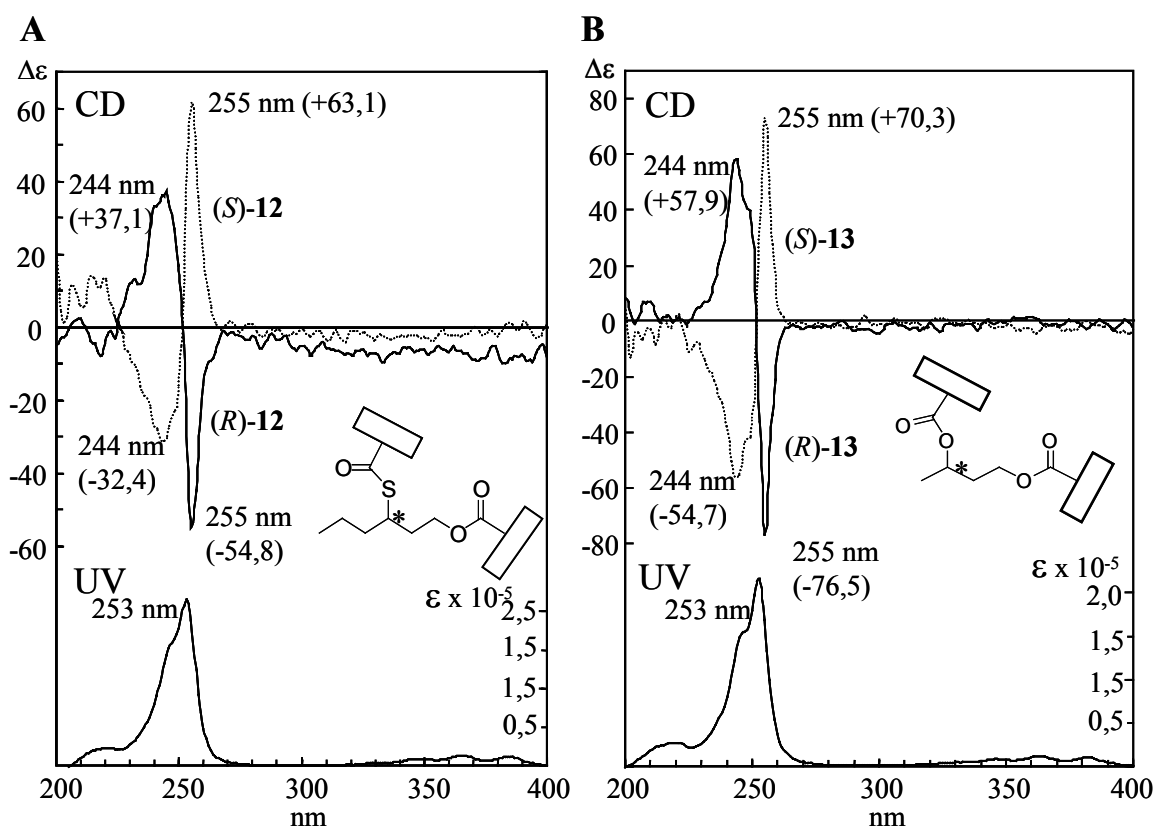 A
Δε
CD
60
40
20
0
-20
-40
-60
255 nm (+63,1)
244 nm
(+37,1)
(S)-12
(R)-12
244 nm
(-32,4)
255 nm
(-54,8)
O
S
*
O
O
UV
253 nm
ε x 10-5
2,5
1,5
1,5
0,5
200
250
300
350
400
nm
B
Δε
CD
80
60
40
20
0
-20
-40
-60
-80
255 nm (+70,3)
244 nm
(+57,9)
(S)-13
(R)-13
244 nm
(-54,7)
255 nm
(-76,5)
O
O
*
O
O
UV
253 nm
ε x 10-5
2,0
1,5
1,5
0,5
200
250
300
350
400
nm